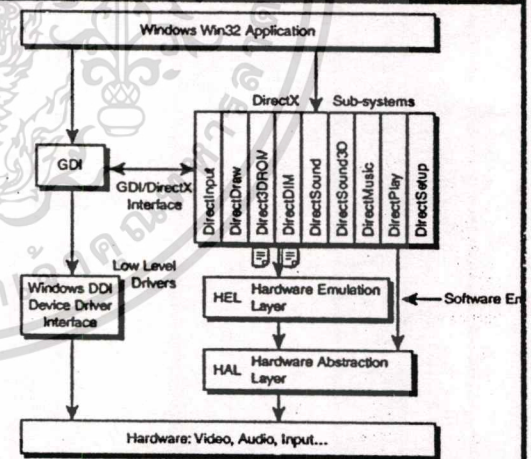 Windows Win32 Application
DirectX Sub-systems
GDI
GDI/DirectX
Interface
DirectInput
DirectDraw
Direct3DROM
DirectDIM
DirectSound
DirectSound3D
DirectMusic
DirectPlay
DirectSetup
Low Level
Drivers
Windows DDI
Device Driver
Interface
HEL Hardware Emulation
Layer
Software Em
HAL Hardware Abstraction
Layer
Hardware: Video, Audio, Input...